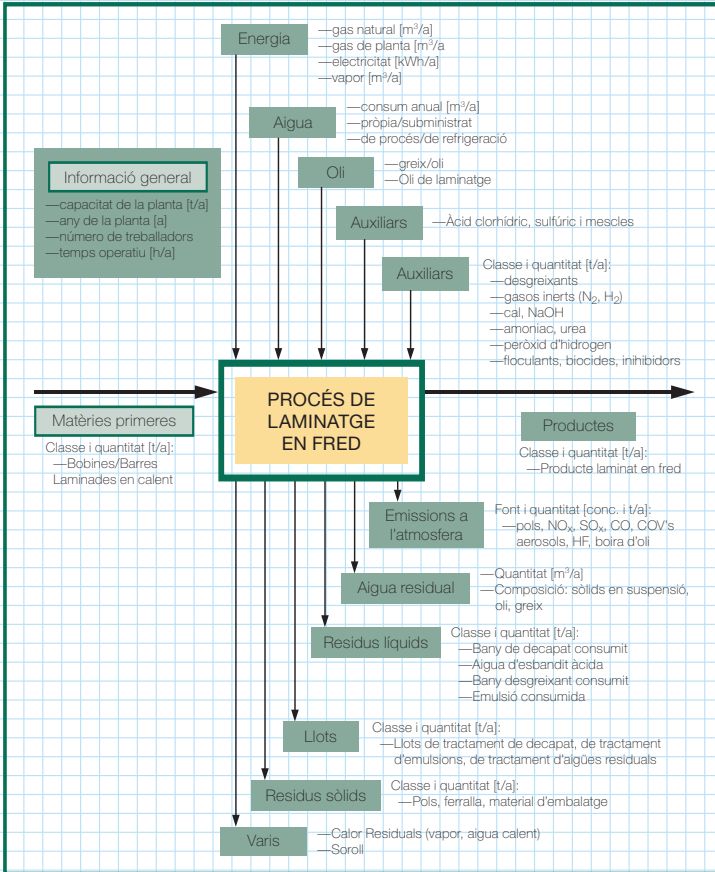 Energia
—gas natural [m³/a]
—gas de planta [m³/a
—electricitat [kWh/a]
—vapor [m³/a]
Aigua
—consum anual [m³/a]
—pròpia/subministrat
—de procés/de refrigeració
Oli
—greix/oli
—Oli de laminatge
Informació general
—capacitat de la planta [t/a]
—any de la planta [a]
—número de treballadors
—temps operatiu [h/a]
Auxiliars
—Àcid clorhídric, sulfúric i mescles
Auxiliars
Classe i quantitat [t/a]:
—desgreixants
—gasos inerts (N₂, H₂)
—cal, NaOH
—amoniac, urea
—peròxid d'hidrogen
—floculants, biocides, inihibidors
PROCÉS DE
LAMINATGE
EN FRED
Matèries primeres
Classe i quantitat [t/a]:
—Bobines/Barres
Laminades en calent
Productes
Classe i quantitat [t/a]:
—Producte laminat en fred
Emissions a
l'atmosfera
Font i quantitat [conc. i t/a]:
—pols, NOₓ, SOₓ, CO, COV's
aerosols, HF, boira d'oli
Aigua residual
—Quantitat [m³/a]
—Composició: sòlids en suspensió,
oli, greix
Residus líquids
Classe i quantitat [t/a]:
—Bany de decapat consumit
—Aigua d'esbandit àcida
—Bany desgreixant consumit
—Emulsió consumida
Llots
Classe i quantitat [t/a]:
—Llots de tractament de decapat, de tractament
d'emulsions, de tractament d'aigües residuals
Residus sòlids
Classe i quantitat [t/a]:
—Pols, ferralla, material d'embalatge
Varis
—Calor Residuals (vapor, aigua calent)
—Soroll